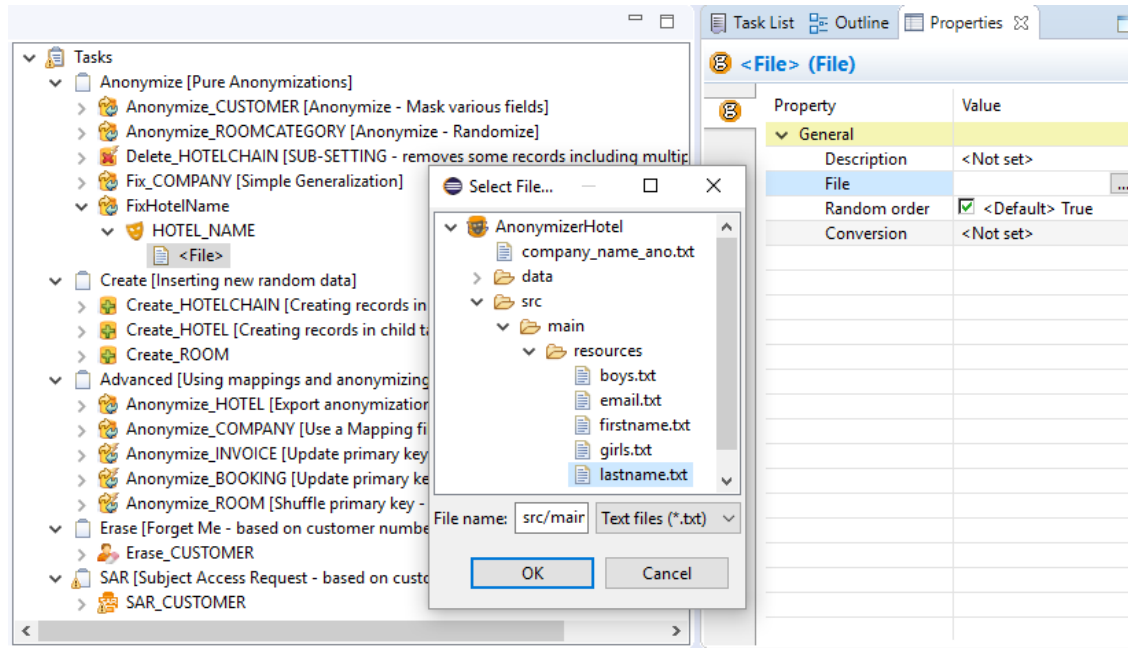 Tasks
Anonymize [Pure Anonymizations]
Anonymize_CUSTOMER [Anonymize - Mask various fields]
Anonymize_ROOMCATEGORY [Anonymize - Randomize]
Delete_HOTELCHAIN [SUB-SETTING - removes some records including multip
Fix_COMPANY [Simple Generalization]
FixHotelName
HOTEL_NAME
<File>
Create [Inserting new random data]
Create_HOTELCHAIN [Creating records in
Create_HOTEL [Creating records in child ta
Create_ROOM
Advanced [Using mappings and anonymizing
Anonymize_HOTEL [Export anonymization
Anonymize_COMPANY [Use a Mapping fi
Anonymize_INVOICE [Update primary key
Anonymize_BOOKING [Update primary ke
Anonymize_ROOM [Shuffle primary key -
Erase [Forget Me - based on customer numbe
Erase_CUSTOMER
SAR [Subject Access Request - based on custo
SAR_CUSTOMER
Select File...
AnonymizerHotel
company_name_ano.txt
data
src
main
resources
boys.txt
email.txt
firstname.txt
girls.txt
lastname.txt
File name: src/main Text files (*.txt)
OK Cancel
Task List Outline Properties
<File> (File)
Property Value
General
Description <Not set>
File ...
Random order <Default> True
Conversion <Not set>